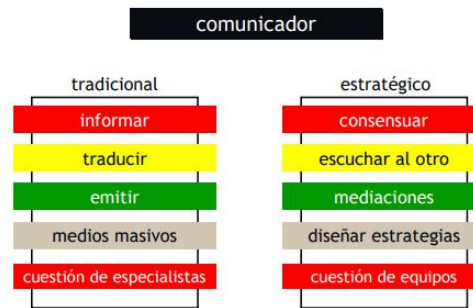 comunicador
tradicional
informar
traducir
emitir
medios masivos
cuestión de especialistas
estratégico
consensuar
escuchar al otro
mediaciones
diseñar estrategias
cuestión de equipos